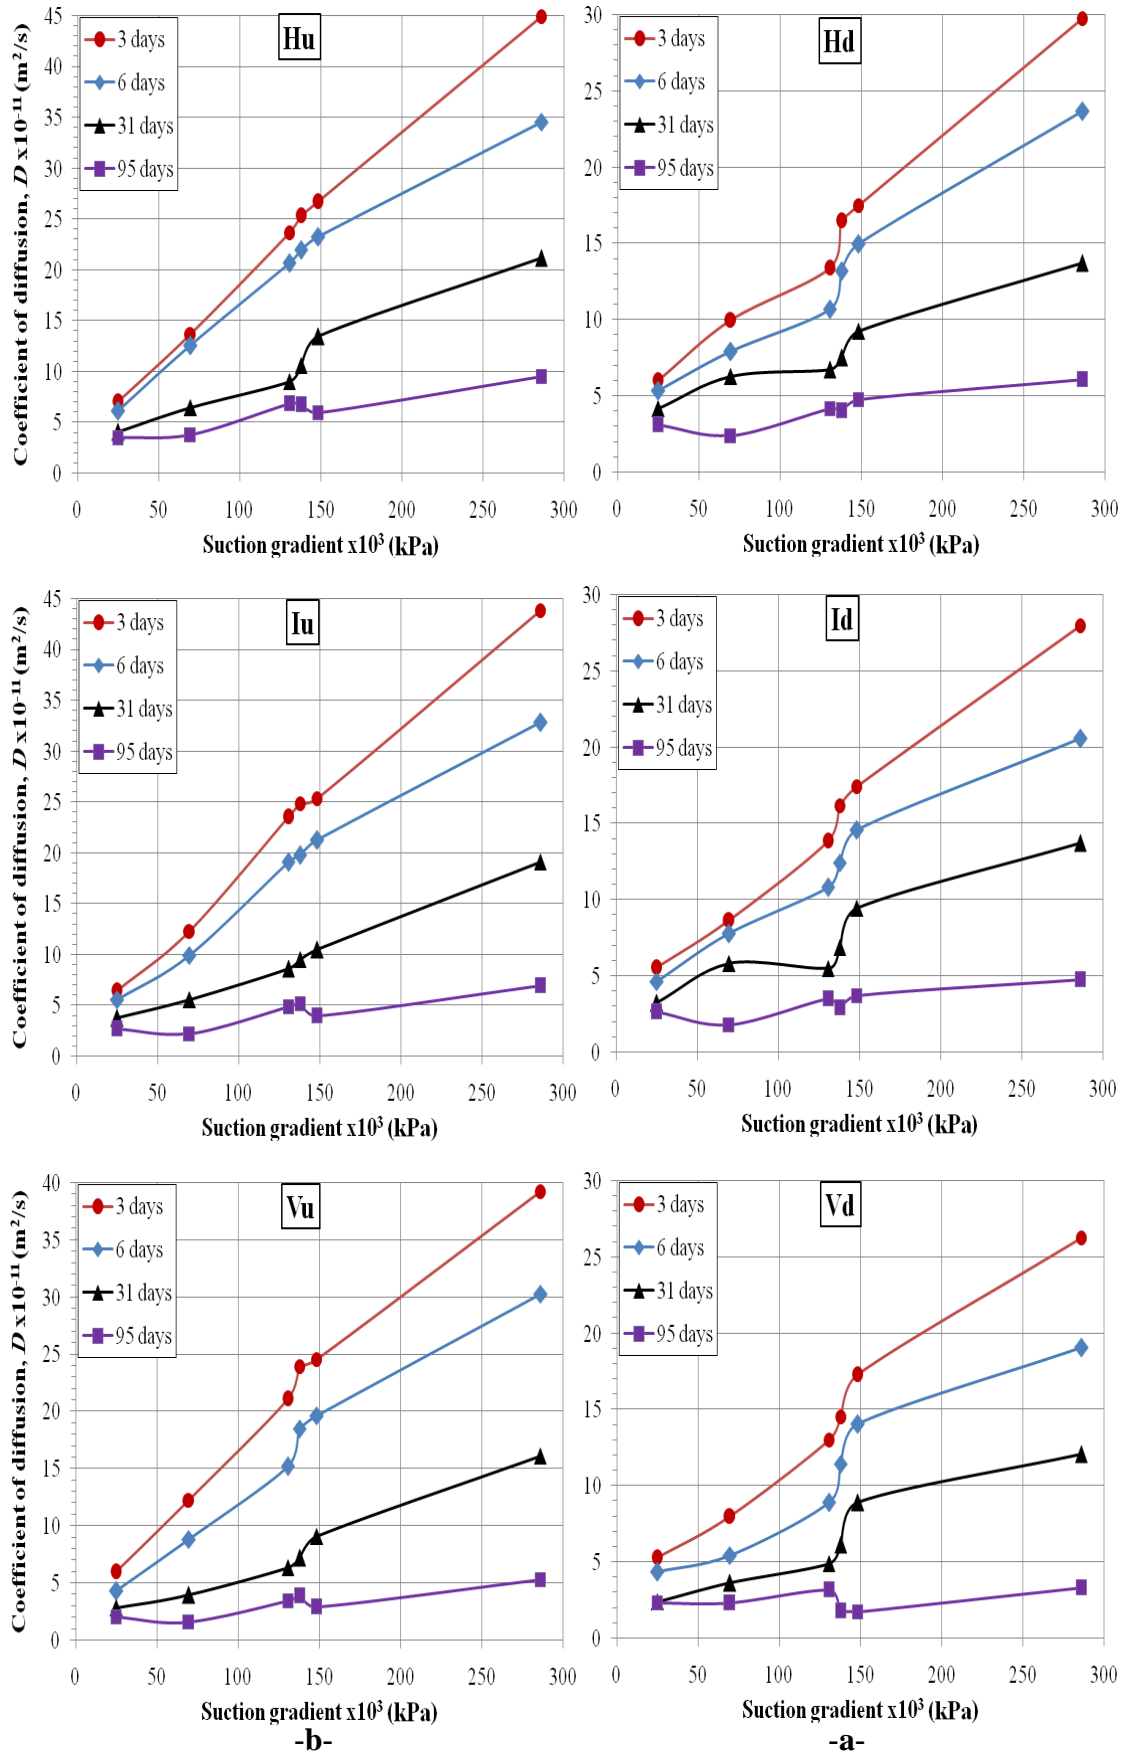 Hu
3 days
6 days
31 days
95 days
45
40
35
30
25
20
15
10
5
0
0 50 100 150 200 250 300
Coefficient of diffusion, D x10⁻¹¹ (m²/s)
Suction gradient x10³ (kPa)
Hd
3 days
6 days
31 days
95 days
30
25
20
15
10
5
0
0 50 100 150 200 250 300
Suction gradient x10³ (kPa)
Iu
3 days
6 days
31 days
95 days
45
40
35
30
25
20
15
10
5
0
0 50 100 150 200 250 300
Coefficient of diffusion, D x10⁻¹¹ (m²/s)
Suction gradient x10³ (kPa)
Id
3 days
6 days
31 days
95 days
30
25
20
15
10
5
0
0 50 100 150 200 250 300
Suction gradient x10³ (kPa)
Vu
3 days
6 days
31 days
95 days
40
35
30
25
20
15
10
5
0
0 50 100 150 200 250 300
Coefficient of diffusion, D x10⁻¹¹ (m²/s)
Suction gradient x10³ (kPa)
-b-
Vd
3 days
6 days
31 days
95 days
30
25
20
15
10
5
0
0 50 100 150 200 250 300
Suction gradient x10³ (kPa)
-a-